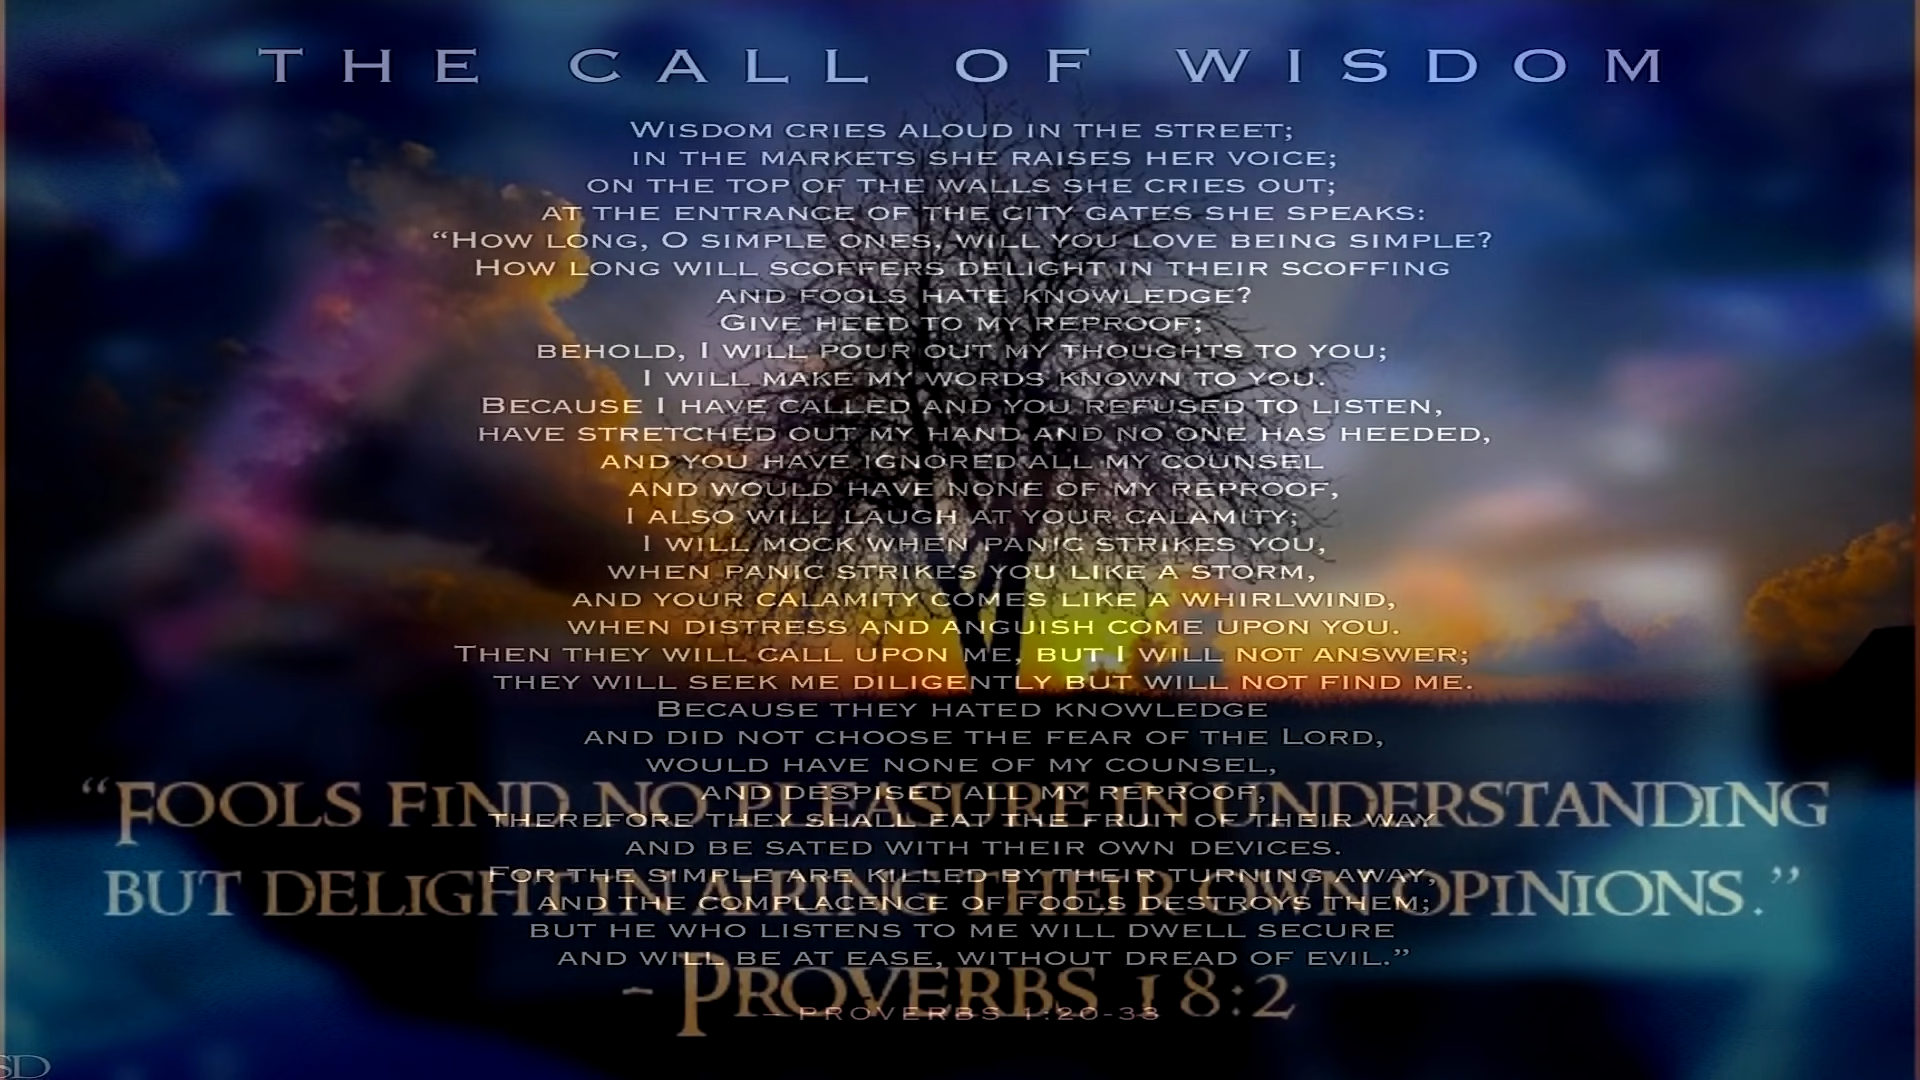 THE CALL OF WISDOM
WISDOM CRIES ALOUD IN THE STREET;
IN THE MARKETS SHE RAISES HER VOICE;
ON THE TOP OF THE WALLS SHE CRIES OUT;
AT THE ENTRANCE OF THE CITY GATES SHE SPEAKS:
“HOW LONG, O SIMPLE ONES, WILL YOU LOVE BEING SIMPLE?
HOW LONG WILL SCOFFERS DELIGHT IN THEIR SCOFFING
AND FOOLS HATE KNOWLEDGE?
GIVE HEED TO MY REPROOF;
BEHOLD, I WILL POUR OUT MY THOUGHTS TO YOU;
I WILL MAKE MY WORDS KNOWN TO YOU.
BECAUSE I HAVE CALLED AND YOU REFUSED TO LISTEN,
HAVE STRETCHED OUT MY HAND AND NO ONE HAS HEEDED,
AND YOU HAVE IGNORED ALL MY COUNSEL
AND WOULD HAVE NONE OF MY REPROOF,
I ALSO WILL LAUGH AT YOUR CALAMITY;
I WILL MOCK WHEN PANIC STRIKES YOU,
WHEN PANIC STRIKES YOU LIKE A STORM,
AND YOUR CALAMITY COMES LIKE A WHIRLWIND,
WHEN DISTRESS AND ANGUISH COME UPON YOU.
THEN THEY WILL CALL UPON ME, BUT I WILL NOT ANSWER;
THEY WILL SEEK ME DILIGENTLY BUT WILL NOT FIND ME.
BECAUSE THEY HATED KNOWLEDGE
AND DID NOT CHOOSE THE FEAR OF THE LORD,
WOULD HAVE NONE OF MY COUNSEL,
AND DESPISED ALL MY REPROOF,
THEREFORE THEY SHALL EAT THE FRUIT OF THEIR WAY
AND BE SATED WITH THEIR OWN DEVICES.
FOR THE SIMPLE ARE KILLED BY THEIR TURNING AWAY,
AND THE COMPLACENCE OF FOOLS DESTROYS THEM;
BUT HE WHO LISTENS TO ME WILL DWELL SECURE
AND WILL BE AT EASE, WITHOUT DREAD OF EVIL.”
- PROVERBS 1:20-33
“FOOLS FIND NO PLEASURE IN UNDERSTANDING
BUT DELIGHT IN AIRING THEIR OWN OPINIONS.”
- PROVERBS 18:2
SD